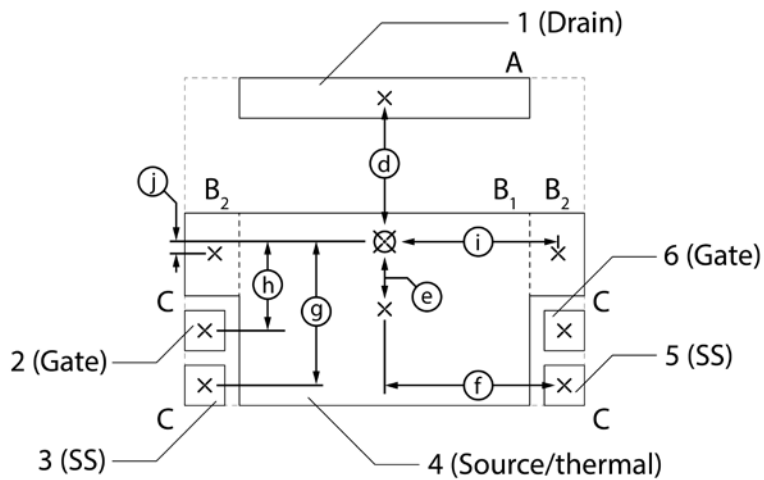 1 (Drain)
A
d
j
B2
B1
B2
i
6 (Gate)
h
e
C
g
C
2 (Gate)
f
5 (SS)
C
C
3 (SS)
4 (Source/thermal)